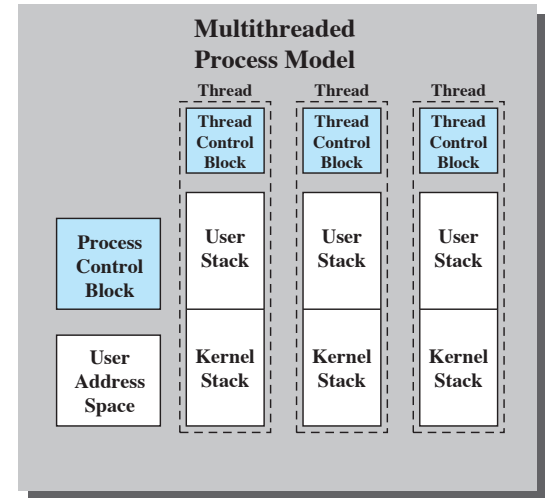 Multithreaded
Process Model
Thread
Thread
Thread
Thread
Control
Block
Thread
Control
Block
Thread
Control
Block
Process
Control
Block
User
Stack
User
Stack
User
Stack
User
Address
Space
Kernel
Stack
Kernel
Stack
Kernel
Stack